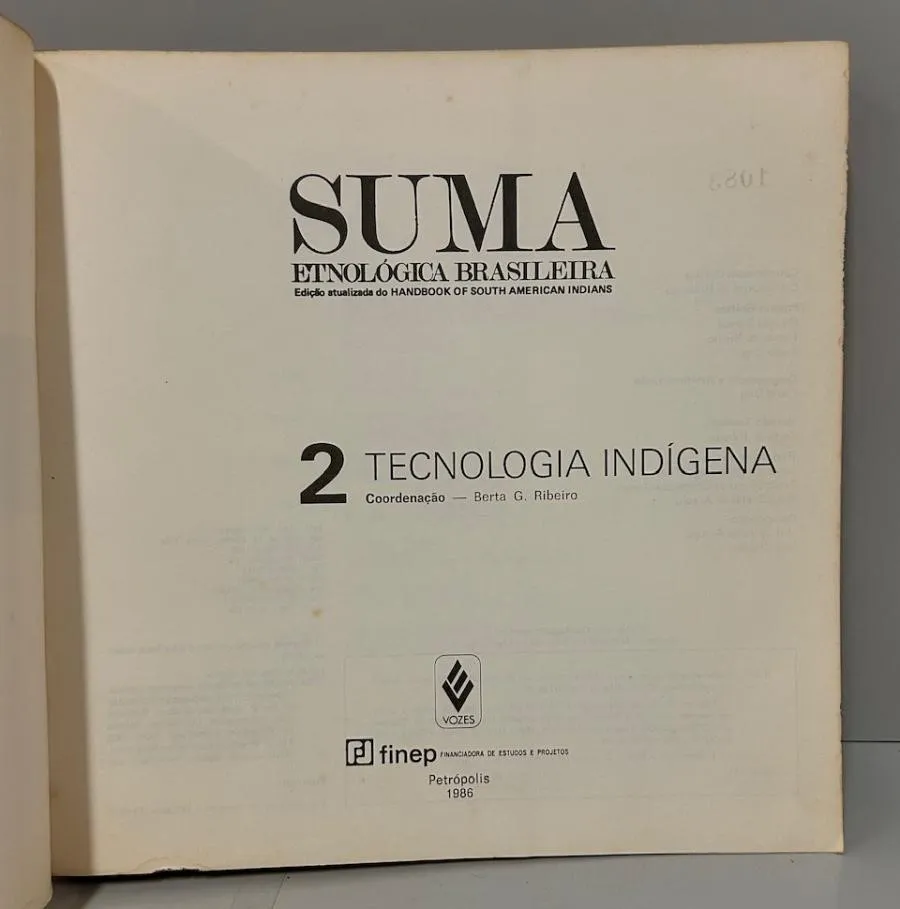 SUMA
ETNOLÓGICA BRASILEIRA
Edição atualizada do HANDBOOK OF SOUTH AMERICAN INDIANS
2 TECNOLOGIA INDÍGENA
Coordenação — Berta G. Ribeiro
VOZES
finep FINANCIADORA DE ESTUDOS E PROJETOS
Petrópolis
1986